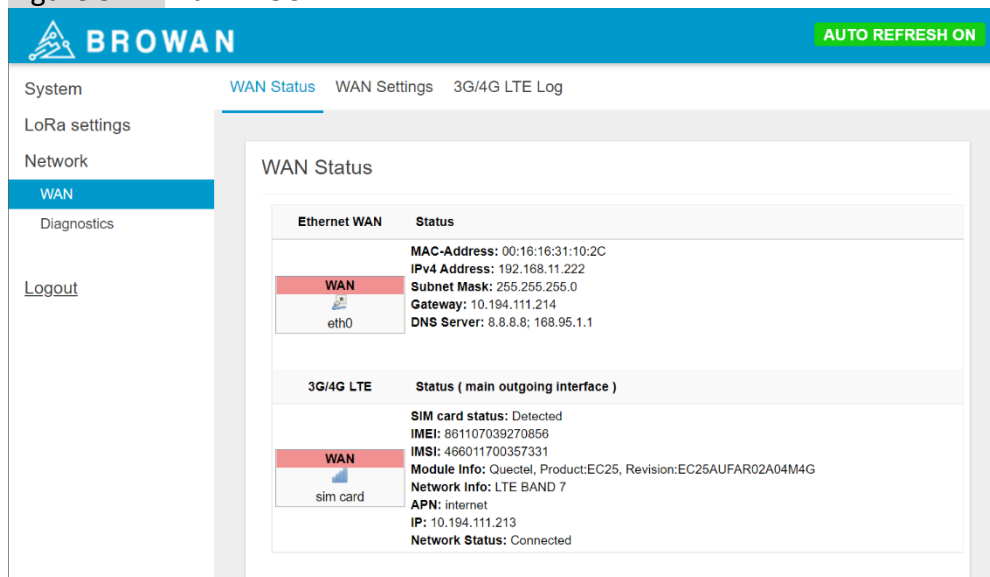 BROWAN
AUTO REFRESH ON
System
LoRa settings
Network
WAN
Diagnostics
Logout
WAN Status WAN Settings 3G/4G LTE Log
WAN Status
Ethernet WAN Status
WAN
eth0
MAC-Address: 00:16:16:31:10:2C
IPv4 Address: 192.168.11.222
Subnet Mask: 255.255.255.0
Gateway: 10.194.111.214
DNS Server: 8.8.8.8; 168.95.1.1
3G/4G LTE Status ( main outgoing interface )
WAN
sim card
SIM card status: Detected
IMEI: 861107039270856
IMSI: 466011700357331
Module Info: Quectel, Product:EC25, Revision:EC25AUFAR02A04M4G
Network Info: LTE BAND 7
APN: internet
IP: 10.194.111.213
Network Status: Connected